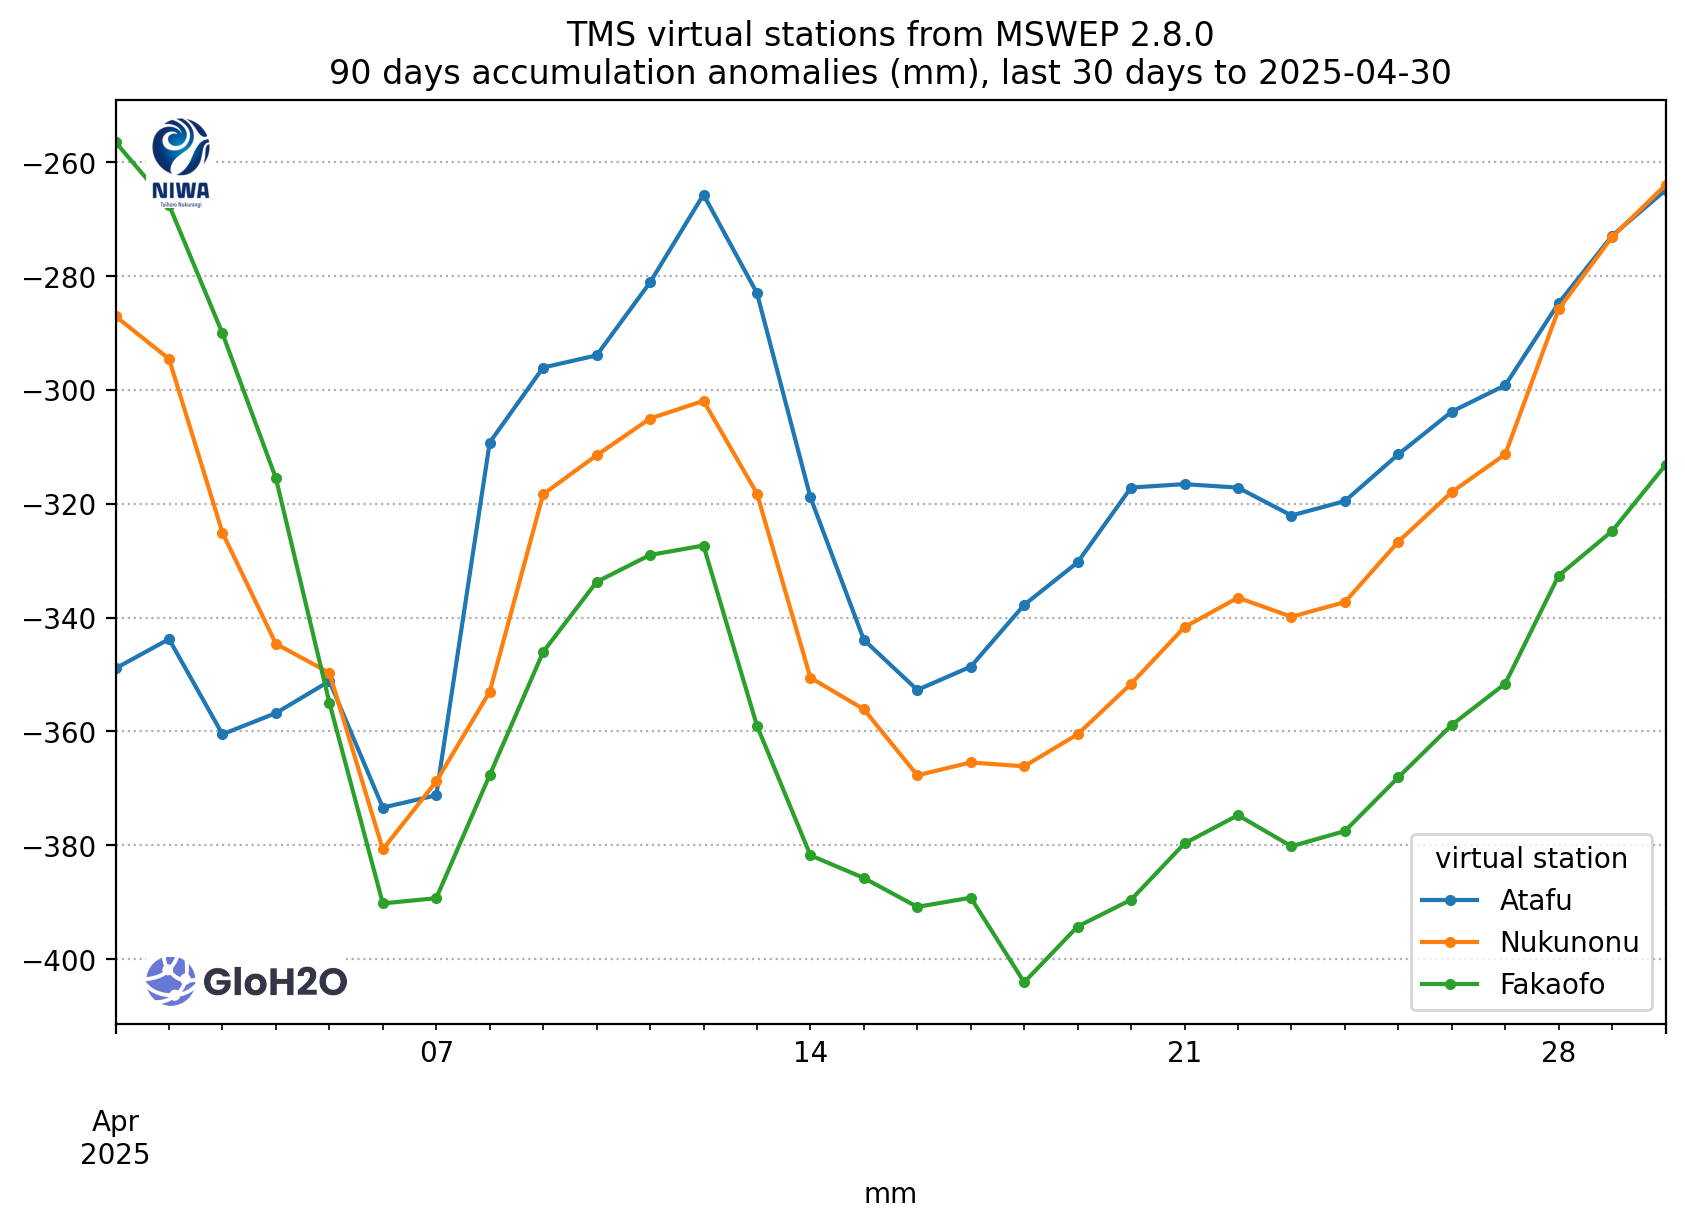 TMS virtual stations from MSWEP 2.8.0
90 days accumulation anomalies (mm), last 30 days to 2025-04-30
−260
−280
−300
−320
−340
−360
−380
−400
NIWA
Taihoro Nukurangi
GloH2O
virtual station
Atafu
Nukunonu
Fakaofo
07
14
21
28
Apr
2025
mm